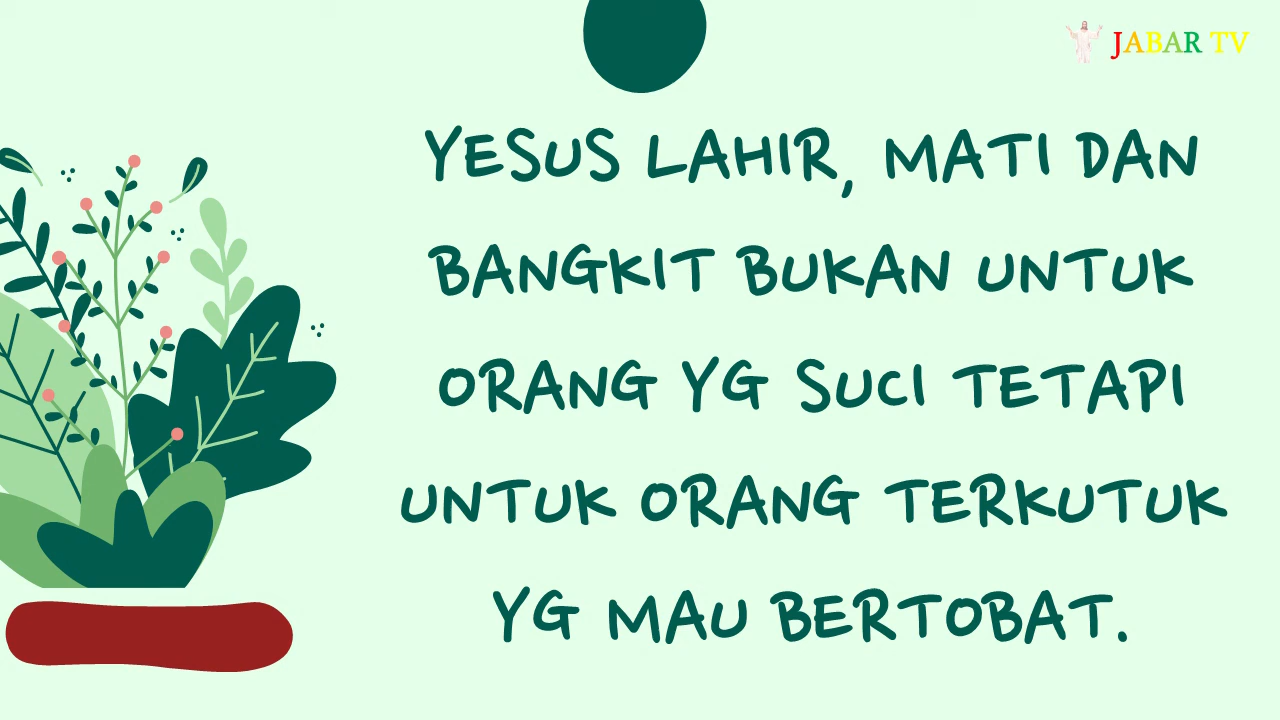 JABAR TV
YESUS LAHIR, MATI DAN
BANGKIT BUKAN UNTUK
ORANG YG SUCI TETAPI
UNTUK ORANG TERKUTUK
YG MAU BERTOBAT.